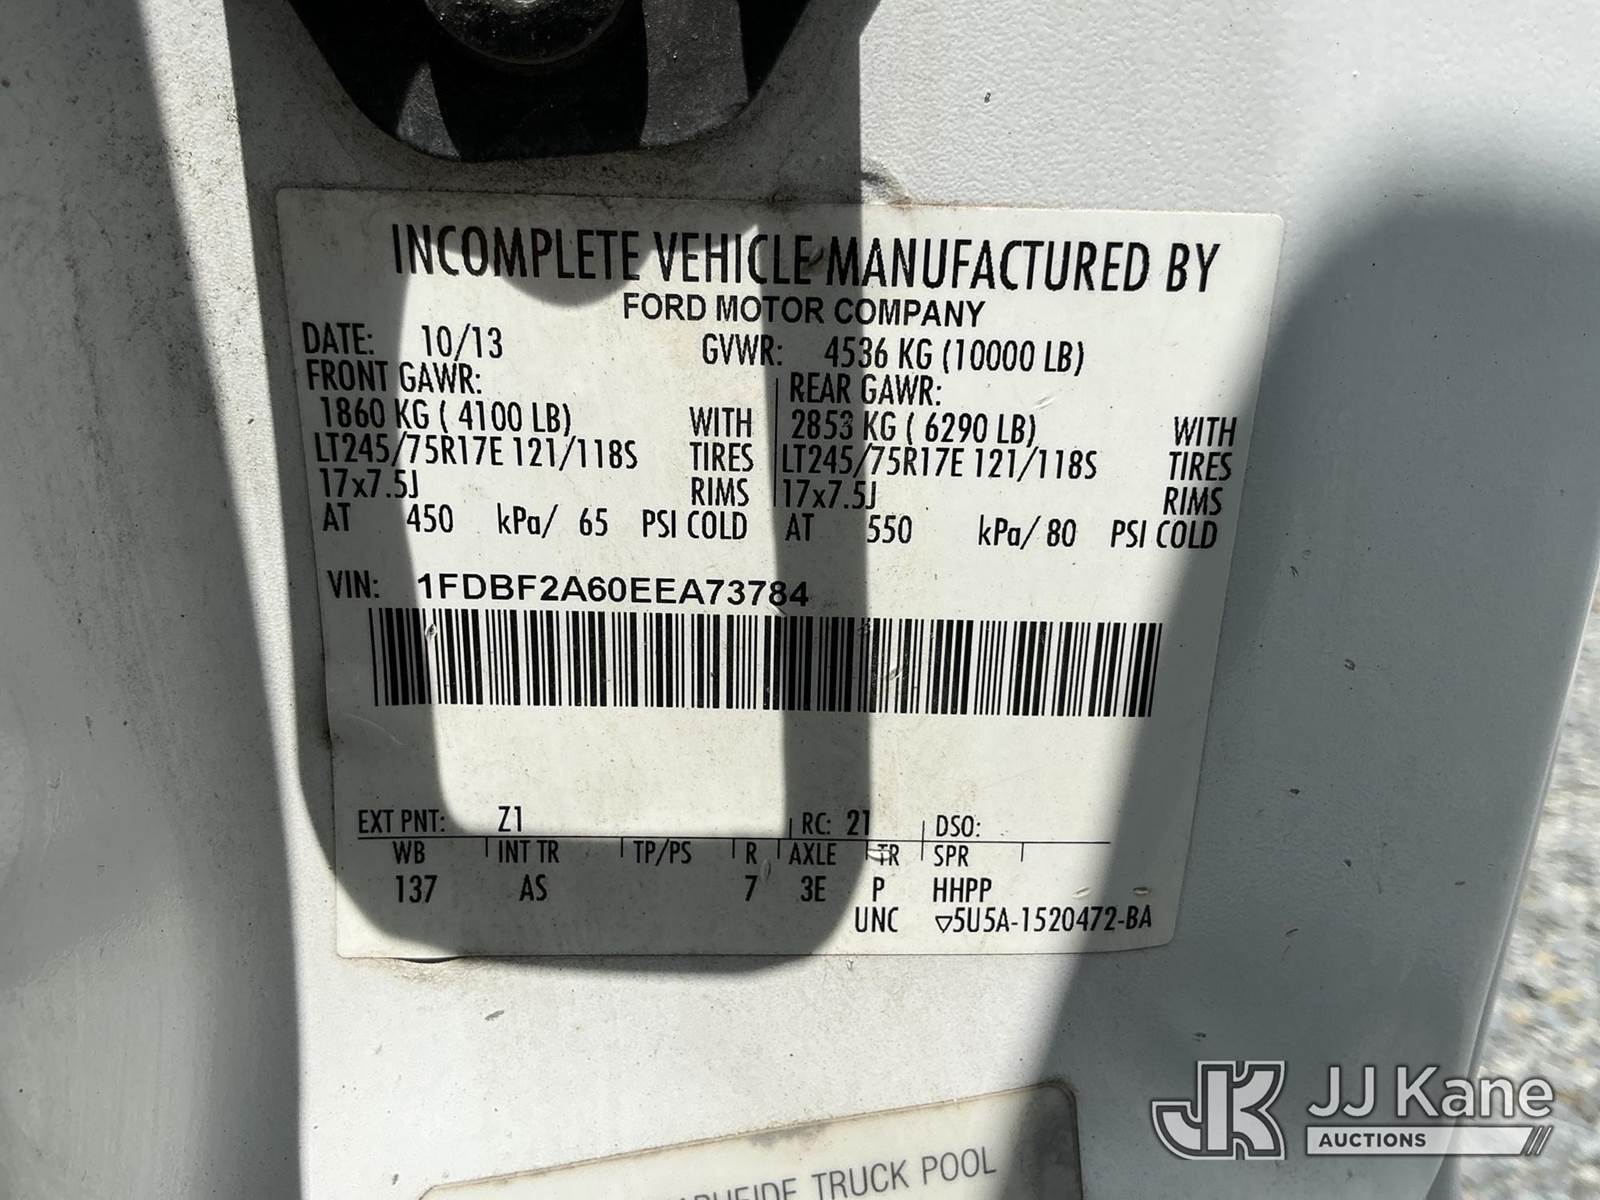 INCOMPLETE VEHICLE MANUFACTURED BY
FORD MOTOR COMPANY
DATE: 10/13 GVWR: 4536 KG (10000 LB)
FRONT GAWR: REAR GAWR:
1860 KG ( 4100 LB) WITH 2853 KG ( 6290 LB) WITH
LT245/75R17E 121/118S TIRES LT245/75R17E 121/118S TIRES
17x7.5J RIMS 17x7.5J RIMS
AT 450 kPa/ 65 PSI COLD AT 550 kPa/ 80 PSI COLD
VIN: 1FDBF2A60EEA73784
EXT PNT: Z1 RC: 21 DSO:
WB INT TR TP/PS R AXLE TR SPR
137 AS 7 3E P HHPP
UNC ▽5U5A-1520472-BA
TRUCK POOL
JK JJ Kane
AUCTIONS